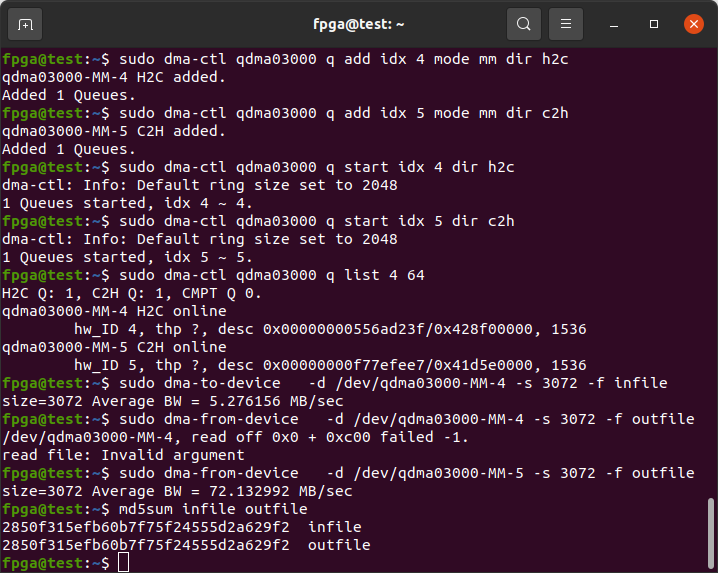 fpga@test: ~
fpga@test:~$ sudo dma-ctl qdma03000 q add idx 4 mode mm dir h2c
qdma03000-MM-4 H2C added.
Added 1 Queues.
fpga@test:~$ sudo dma-ctl qdma03000 q add idx 5 mode mm dir c2h
qdma03000-MM-5 C2H added.
Added 1 Queues.
fpga@test:~$ sudo dma-ctl qdma03000 q start idx 4 dir h2c
dma-ctl: Info: Default ring size set to 2048
1 Queues started, idx 4 ~ 4.
fpga@test:~$ sudo dma-ctl qdma03000 q start idx 5 dir c2h
dma-ctl: Info: Default ring size set to 2048
1 Queues started, idx 5 ~ 5.
fpga@test:~$ sudo dma-ctl qdma03000 q list 4 64
H2C Q: 1, C2H Q: 1, CMPT Q 0.
qdma03000-MM-4 H2C online
        hw_ID 4, thp ?, desc 0x00000000556ad23f/0x428f00000, 1536
qdma03000-MM-5 C2H online
        hw_ID 5, thp ?, desc 0x00000000f77efee7/0x41d5e0000, 1536
fpga@test:~$ sudo dma-to-device   -d /dev/qdma03000-MM-4 -s 3072 -f infile
size=3072 Average BW = 5.276156 MB/sec
fpga@test:~$ sudo dma-from-device   -d /dev/qdma03000-MM-4 -s 3072 -f outfile
/dev/qdma03000-MM-4, read off 0x0 + 0xc00 failed -1.
read file: Invalid argument
fpga@test:~$ sudo dma-from-device   -d /dev/qdma03000-MM-5 -s 3072 -f outfile
size=3072 Average BW = 72.132992 MB/sec
fpga@test:~$ md5sum infile outfile
2850f315efb60b7f75f24555d2a629f2  infile
2850f315efb60b7f75f24555d2a629f2  outfile
fpga@test:~$